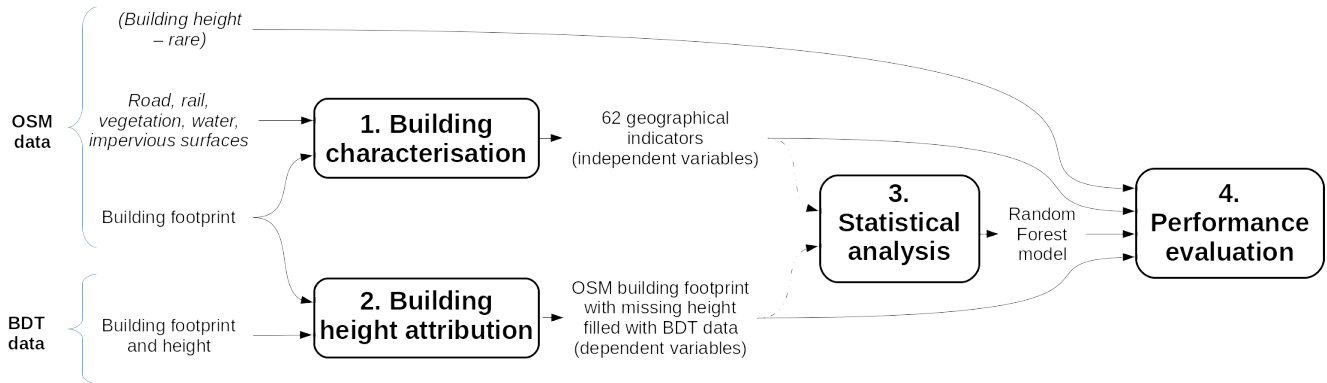 (Building height
– rare)
OSM
data
Road, rail,
vegetation, water,
impervious surfaces
Building footprint
1. Building
characterisation
62 geographical
indicators
(independent variables)
3.
Statistical
analysis
Random
Forest
model
4.
Performance
evaluation
BDT
data
Building footprint
and height
2. Building
height attribution
OSM building footprint
with missing height
filled with BDT data
(dependent variables)